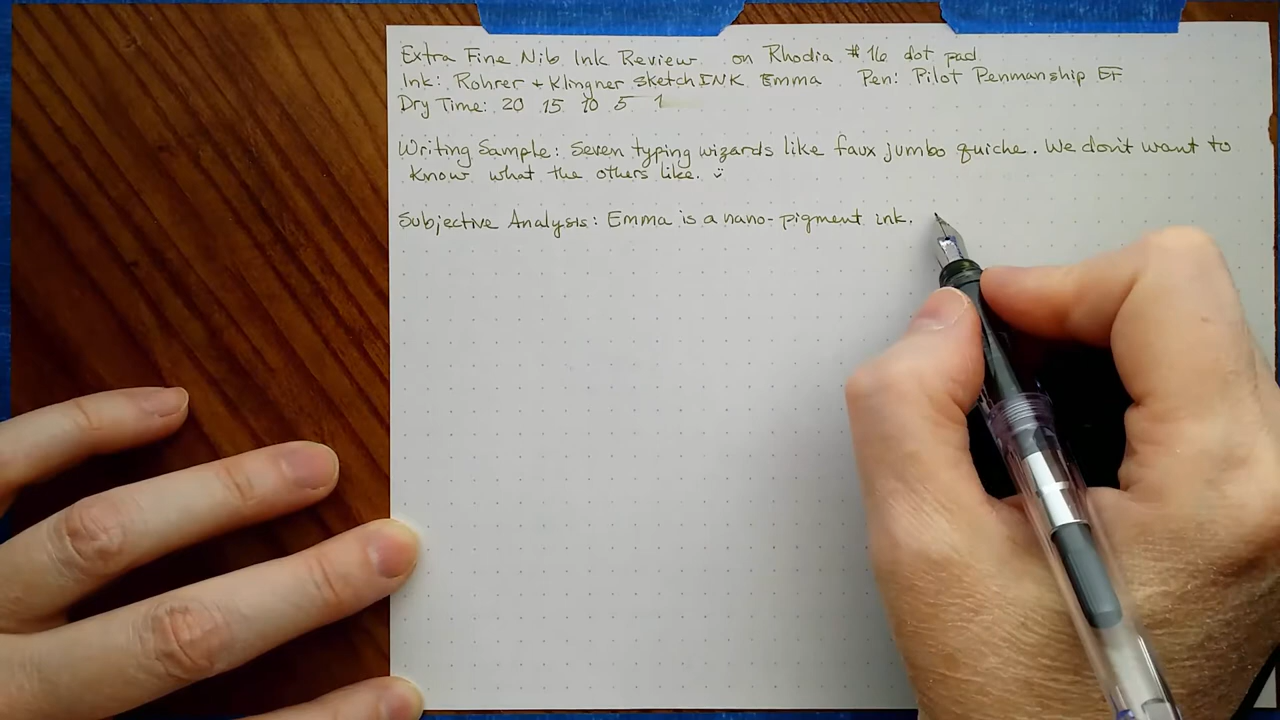 Extra Fine Nib Ink Review on Rhodia #16 dot pad
Ink: Rohrer + Klingner SketchINK Emma Pen: Pilot Penmanship EF
Dry Time: 20 15 10 5 1
Writing Sample: Seven typing wizards like faux jumbo quiche. We don't want to
know what the others like. :)
Subjective Analysis: Emma is a nano-pigment ink.